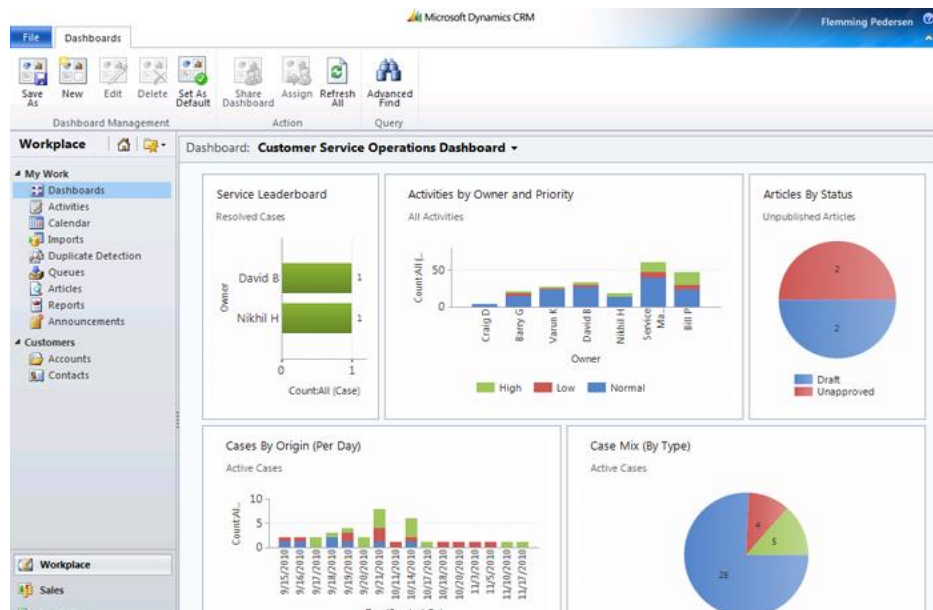 Microsoft Dynamics CRM
Flemming Pedersen
File Dashboards
Save As
New
Edit
Delete
Set As Default
Share Dashboard
Assign
Refresh All
Advanced Find
Dashboard Management
Action
Query
Workplace
My Work
Dashboards
Activities
Calendar
Imports
Duplicate Detection
Queues
Articles
Reports
Announcements
Customers
Accounts
Contacts
Workplace
Sales
Dashboard: Customer Service Operations Dashboard
Service Leaderboard
Resolved Cases
Owner
David B
1
Nikhil H
1
0 1
Count:All (Case)
Activities by Owner and Priority
All Activities
Count:All (...
50
0
Craig D
Barry G
Varun K
David B
Nikhil H
Service Ma...
Bill P
Owner
High Low Normal
Articles By Status
Unpublished Articles
2
2
Draft
Unapproved
Cases By Origin (Per Day)
Active Cases
Count:Al...
10
5
0
9/15/2010
9/16/2010
9/17/2010
9/18/2010
9/19/2010
9/20/2010
9/21/2010
10/11/2010
10/14/2010
10/17/2010
10/18/2010
10/20/2010
11/3/2010
11/5/2010
11/10/2010
11/17/2010
Case Mix (By Type)
Active Cases
4
5
28